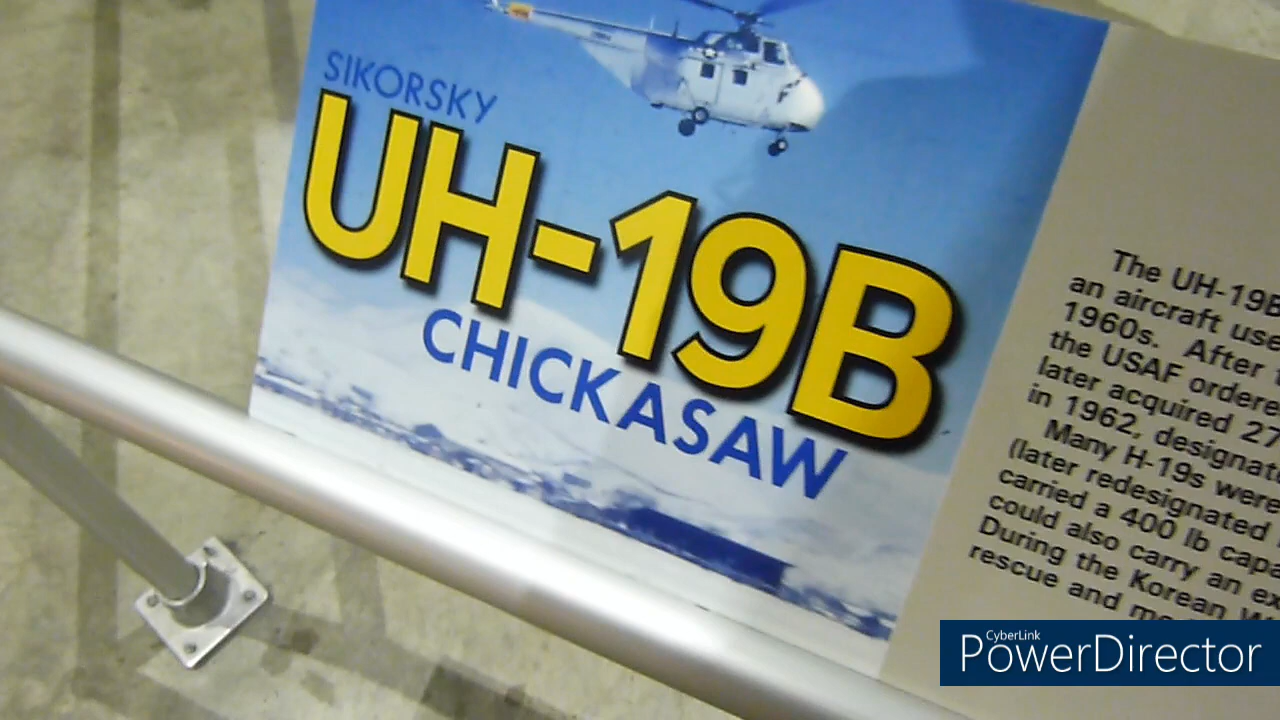 SIKORSKY
UH-19B
CHICKASAW
The UH-19B
an aircraft use
1960s. After
the USAF ordere
later acquired 27
in 1962, designat
Many H-19s were
(later redesignated
carried a 400 lb capa
could also carry an ex
During the Korean W
rescue and me
CyberLink
PowerDirector